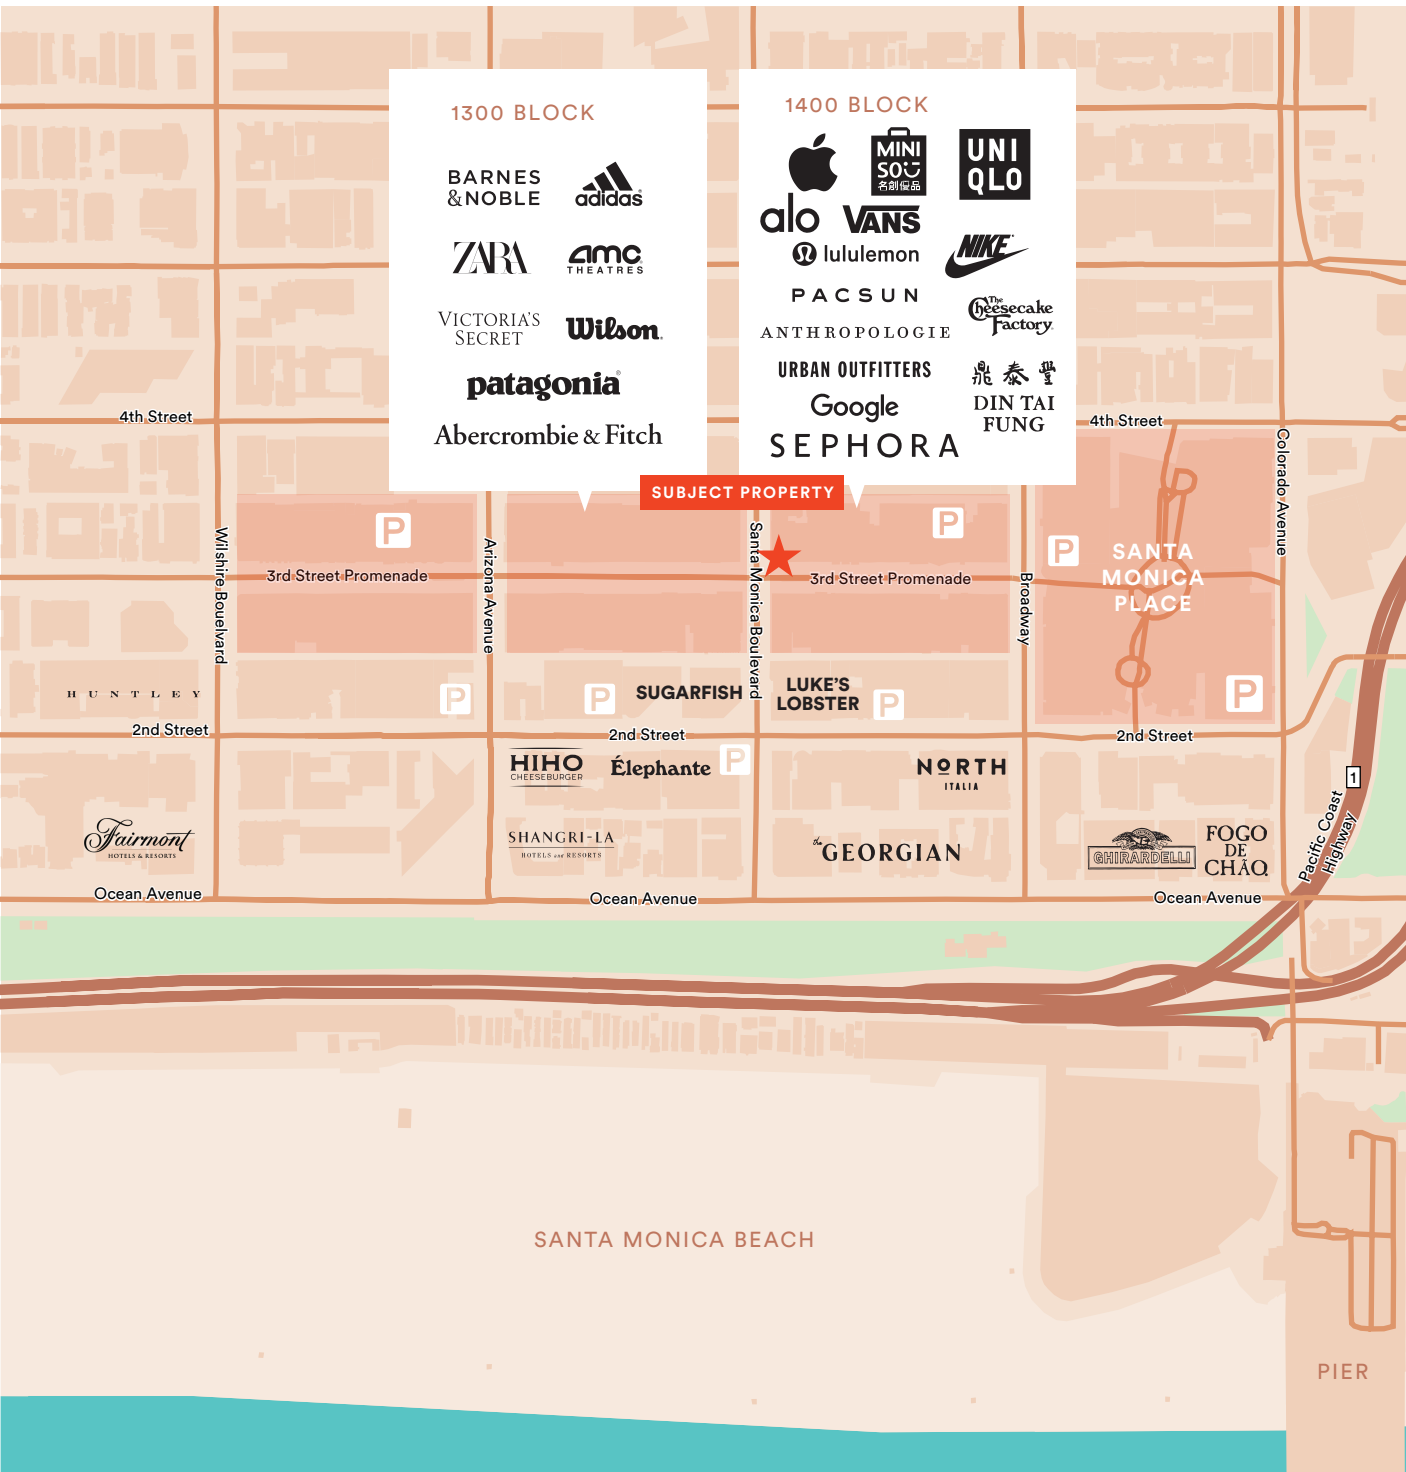 1300 BLOCK
BARNES
&NOBLE
adidas
ZARA
amc
THEATRES
VICTORIA'S
SECRET
Wilson
patagonia
Abercrombie & Fitch
1400 BLOCK
MINI
SO
名創優品
UNI
QLO
alo
VANS
lululemon
NIKE
PACSUN
The
Cheesecake
Factory
ANTHROPOLOGIE
URBAN OUTFITTERS
鼎泰豐
DIN TAI
FUNG
Google
SEPHORA
4th Street
4th Street
SUBJECT PROPERTY
P
P
P
SANTA
MONICA
PLACE
3rd Street Promenade
3rd Street Promenade
Wilshire Bouelvard
Arizona Avenue
Santa Monica Boulevard
Broadway
Colorado Avenue
HUNTLEY
P
P
SUGARFISH
LUKE'S
LOBSTER
P
P
2nd Street
2nd Street
2nd Street
HIHO
CHEESEBURGER
Élephante
P
NORTH
ITALIA
1
Pacific Coast
Highway
Fairmont
HOTELS & RESORTS
SHANGRI-LA
HOTELS and RESORTS
the
GEORGIAN
GHIRARDELLI
FOGO
DE
CHÃO
Ocean Avenue
Ocean Avenue
Ocean Avenue
SANTA MONICA BEACH
PIER